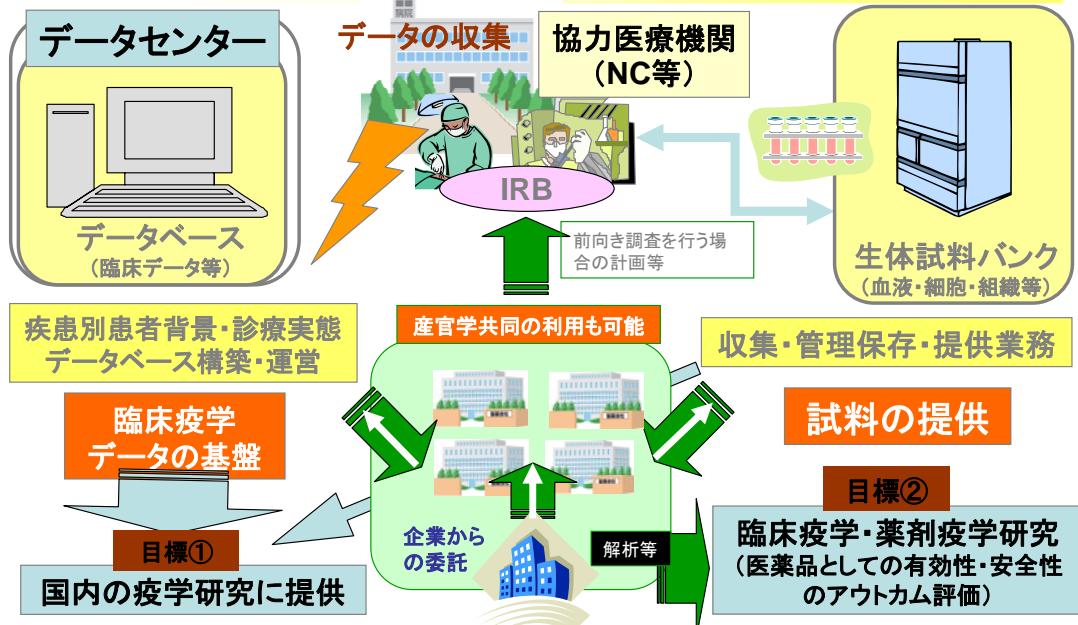 病院
データセンター
データの収集
協力医療機関
（NC等）
IRB
データベース
（臨床データ等）
前向き調査を行う場
合の計画等
生体試料バンク
（血液・細胞・組織等）
疾患別患者背景・診療実態
データベース構築・運営
産官学共同の利用も可能
収集・管理保存・提供業務
臨床疫学
データの基盤
試料の提供
目標①
国内の疫学研究に提供
企業から
の委託
解析等
目標②
臨床疫学・薬剤疫学研究
（医薬品としての有効性・安全性
のアウトカム評価）